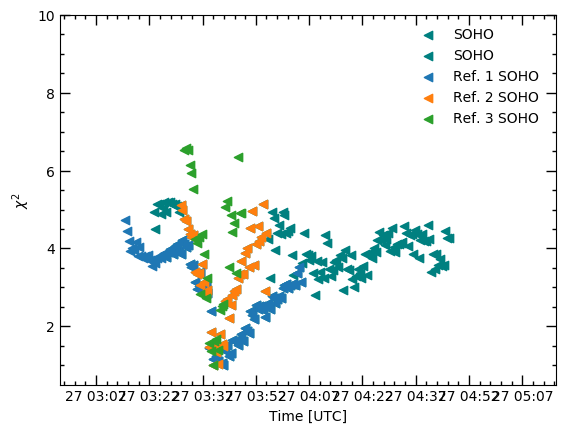 10
8
6
4
2
χ²
SOHO
SOHO
Ref. 1 SOHO
Ref. 2 SOHO
Ref. 3 SOHO
27 03:07 27 03:22 27 03:37 27 03:52 27 04:07 27 04:22 27 04:37 27 04:52 27 05:07
Time [UTC]